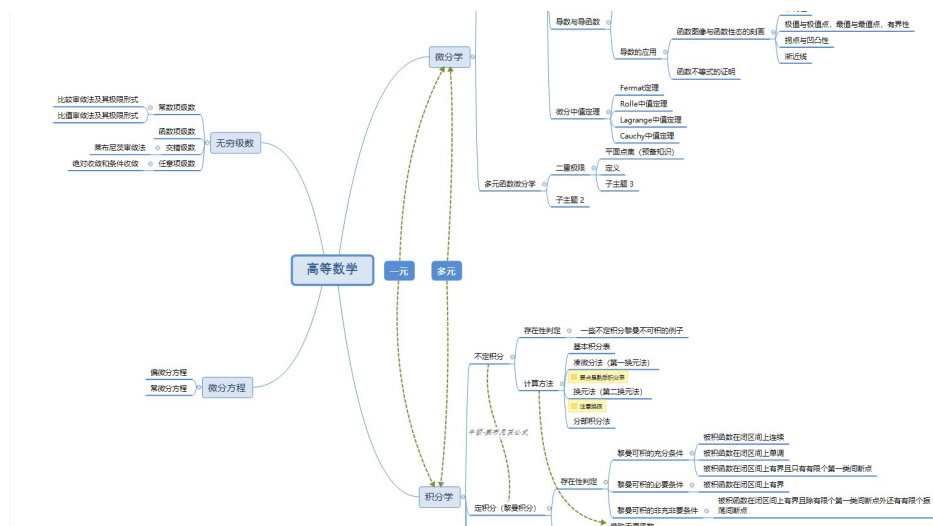 导数与导函数
导数的应用
函数图像与函数性态的刻画
极值与极值点，最值与最值点，有界性
拐点与凹凸性
渐近线
函数不等式的证明
微分学
微分中值定理
Fermat定理
Rolle中值定理
Lagrange中值定理
Cauchy中值定理
多元函数微分学
二重极限
平面点集（预备知识）
定义
子主题 3
子主题 2
无穷级数
常数项级数
比较审敛法及其极限形式
比值审敛法及其极限形式
函数项级数
交错级数
莱布尼茨审敛法
任意项级数
绝对收敛和条件收敛
高等数学
一元
多元
微分方程
偏微分方程
常微分方程
积分学
不定积分
存在性判定
一些不定积分黎曼不可积的例子
计算方法
基本积分表
凑微分法（第一换元法）
要点是熟悉积分表
换元法（第二换元法）
注意换限
分部积分法
牛顿-莱布尼茨公式
定积分（黎曼积分）
存在性判定
黎曼可积的充分条件
被积函数在闭区间上连续
被积函数在闭区间上单调
被积函数在闭区间上有界且只有有限个第一类间断点
黎曼可积的必要条件
被积函数在闭区间上有界
黎曼可积的非充非要条件
被积函数在闭区间上有界且除有限个第一类间断点外还有有限个振
荡间断点